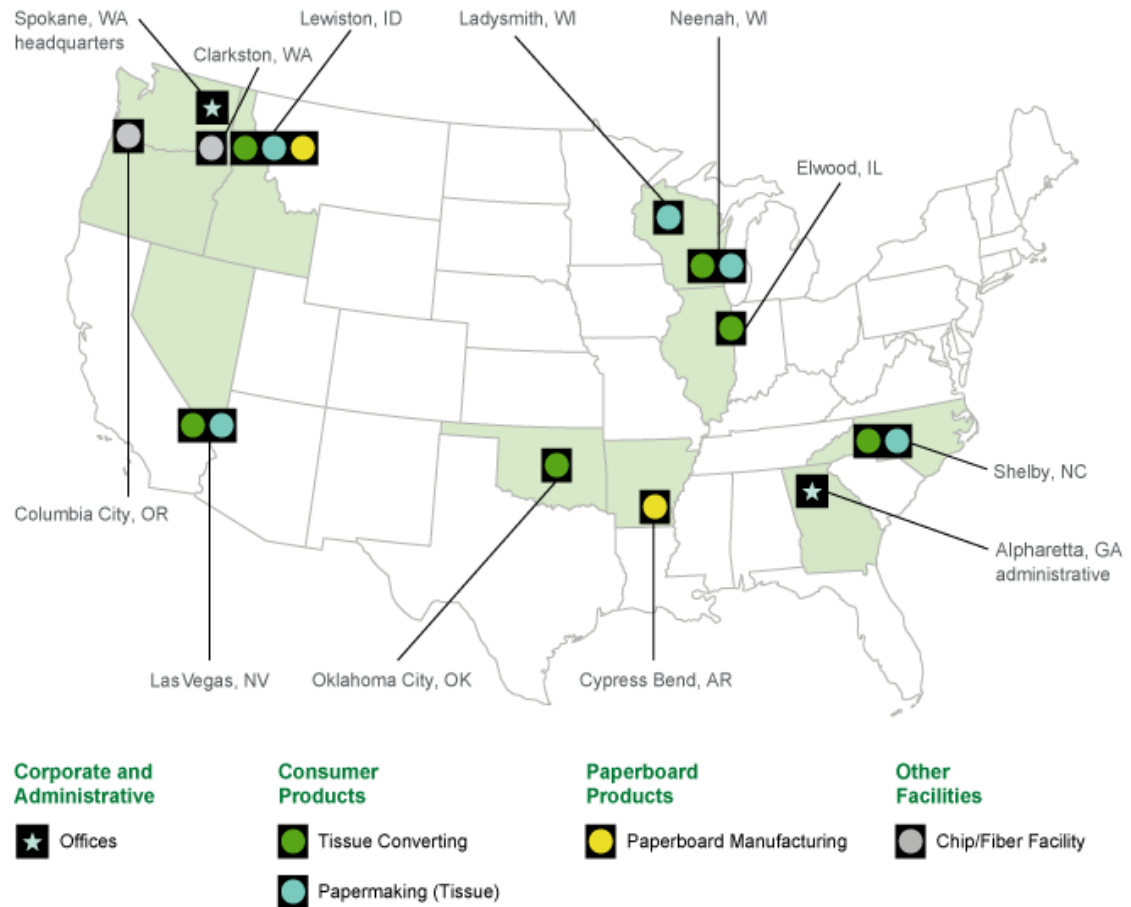 Spokane, WA
headquarters
Lewiston, ID
Clarkston, WA
Ladysmith, WI
Neenah, WI
Elwood, IL
Columbia City, OR
Las Vegas, NV
Oklahoma City, OK
Cypress Bend, AR
Shelby, NC
Alpharetta, GA
administrative
Corporate and
Administrative
Offices
Consumer
Products
Tissue Converting
Papermaking (Tissue)
Paperboard
Products
Paperboard Manufacturing
Other
Facilities
Chip/Fiber Facility